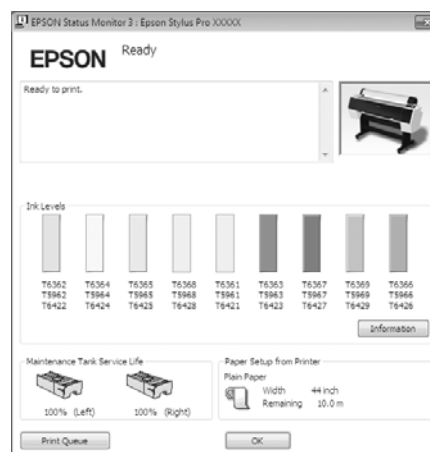 EPSON Status Monitor 3 : Epson Stylus Pro XXXXX
EPSON
Ready
Ready to print.
Ink Levels
T6362 T6364 T6365 T6368 T6361 T6363 T6367 T6369 T6366
T5962 T5964 T5965 T5968 T5961 T5963 T5967 T5969 T5966
T6422 T6424 T6425 T6428 T6421 T6423 T6427 T6429 T6426
Information
Maintenance Tank Service Life
100% (Left) 100% (Right)
Paper Setup from Printer
Plain Paper
Width 44 inch
Remaining 10.0 m
Print Queue
OK